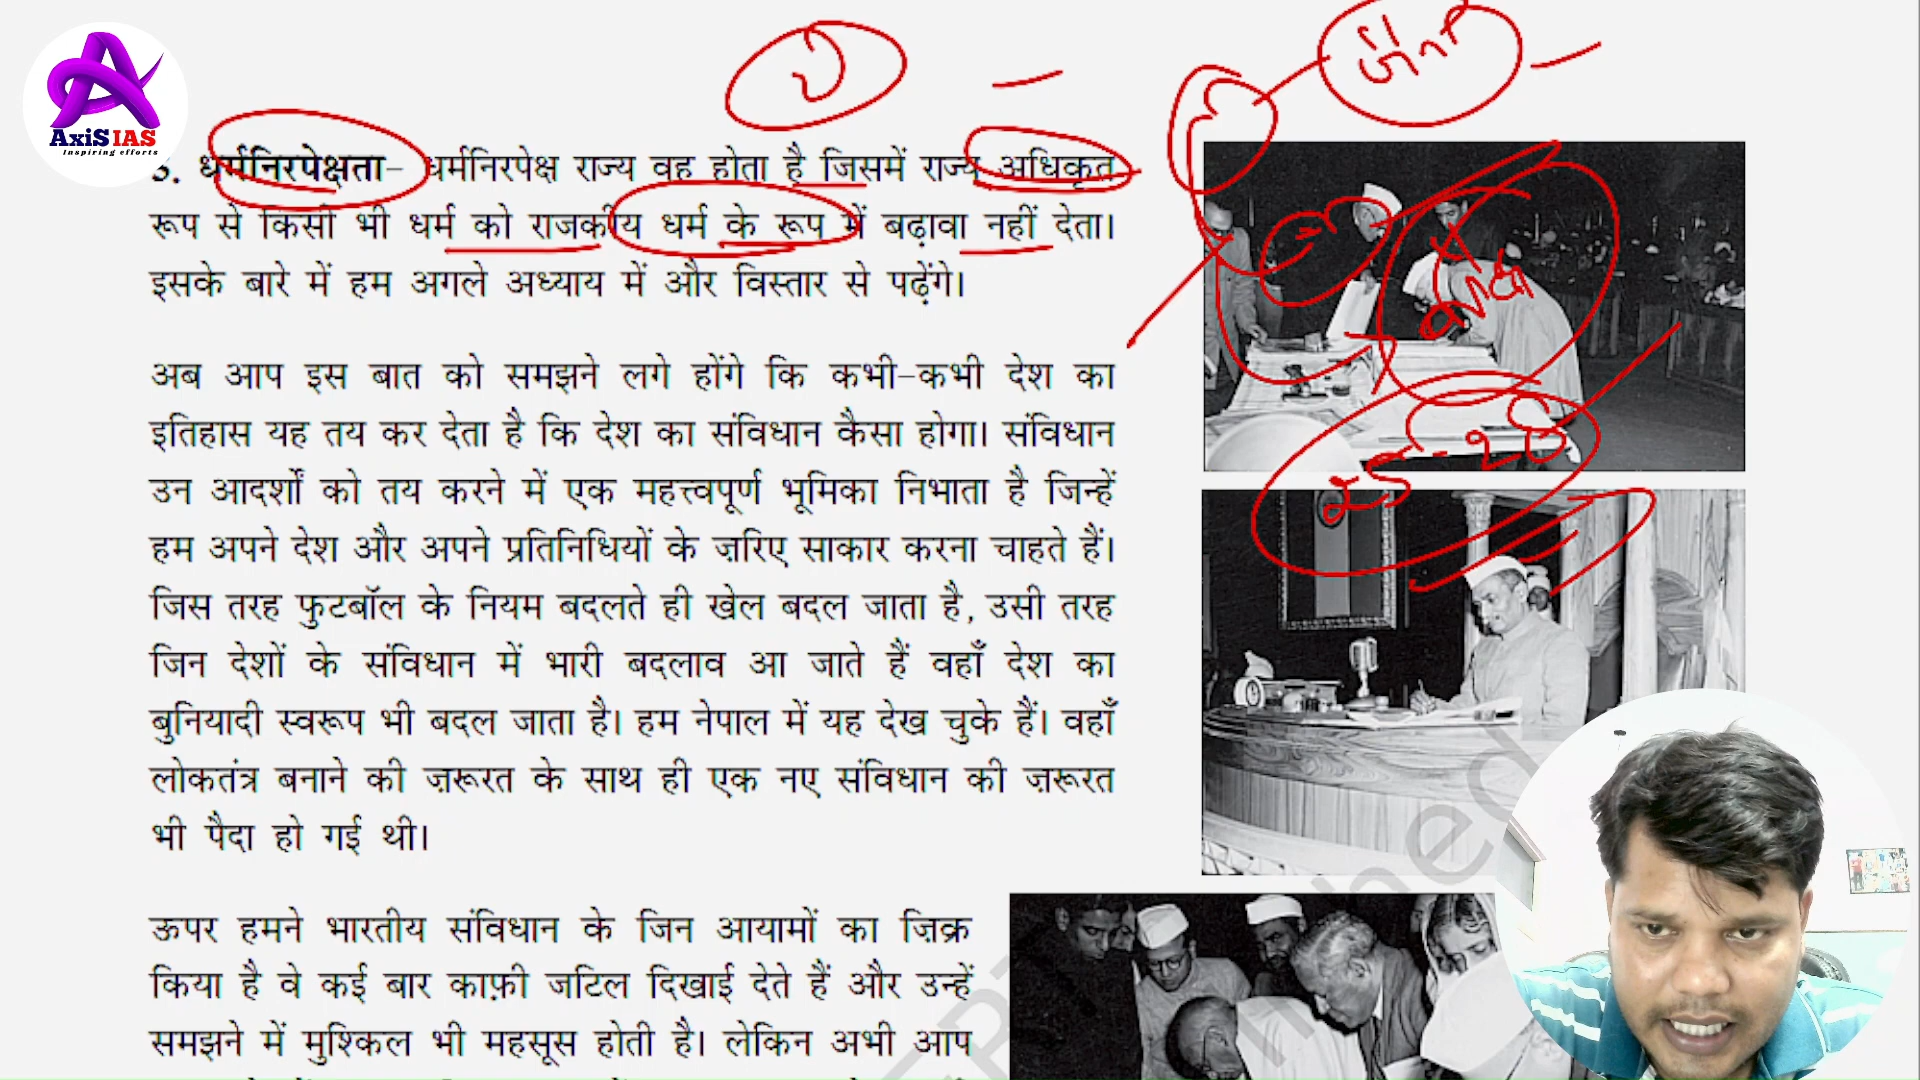 AxiS IAS
Inspiring efforts
धर्मनिरपेक्षता– धर्मनिरपेक्ष राज्य वह होता है जिसमें राज्य अधिकृत
रूप से किसी भी धर्म को राजकीय धर्म के रूप में बढ़ावा नहीं देता।
इसके बारे में हम अगले अध्याय में और विस्तार से पढ़ेंगे।
अब आप इस बात को समझने लगे होंगे कि कभी–कभी देश का
इतिहास यह तय कर देता है कि देश का संविधान कैसा होगा। संविधान
उन आदर्शों को तय करने में एक महत्त्वपूर्ण भूमिका निभाता है जिन्हें
हम अपने देश और अपने प्रतिनिधियों के ज़रिए साकार करना चाहते हैं।
जिस तरह फुटबॉल के नियम बदलते ही खेल बदल जाता है, उसी तरह
जिन देशों के संविधान में भारी बदलाव आ जाते हैं वहाँ देश का
बुनियादी स्वरूप भी बदल जाता है। हम नेपाल में यह देख चुके हैं। वहाँ
लोकतंत्र बनाने की ज़रूरत के साथ ही एक नए संविधान की ज़रूरत
भी पैदा हो गई थी।
ऊपर हमने भारतीय संविधान के जिन आयामों का ज़िक्र
किया है वे कई बार काफ़ी जटिल दिखाई देते हैं और उन्हें
समझने में मुश्किल भी महसूस होती है। लेकिन अभी आप
25-28